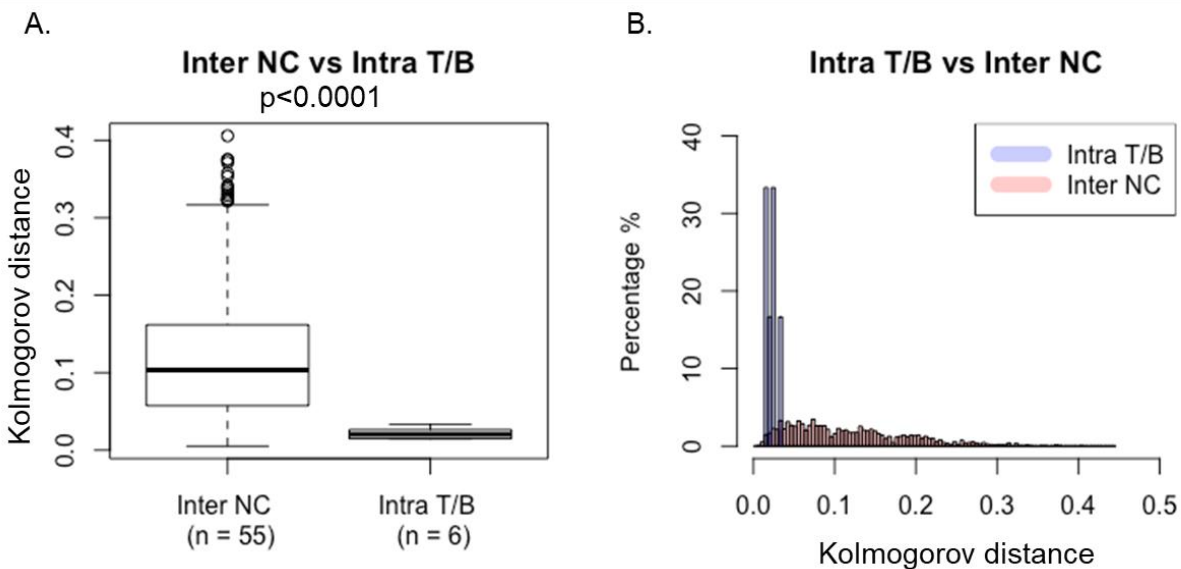 A.
Inter NC vs Intra T/B
p<0.0001
Kolmogorov distance
0.4
0.3
0.2
0.1
0.0
Inter NC
(n = 55)
Intra T/B
(n = 6)
B.
Intra T/B vs Inter NC
Intra T/B
Inter NC
Percentage %
40
30
20
10
0
0.0 0.1 0.2 0.3 0.4 0.5
Kolmogorov distance